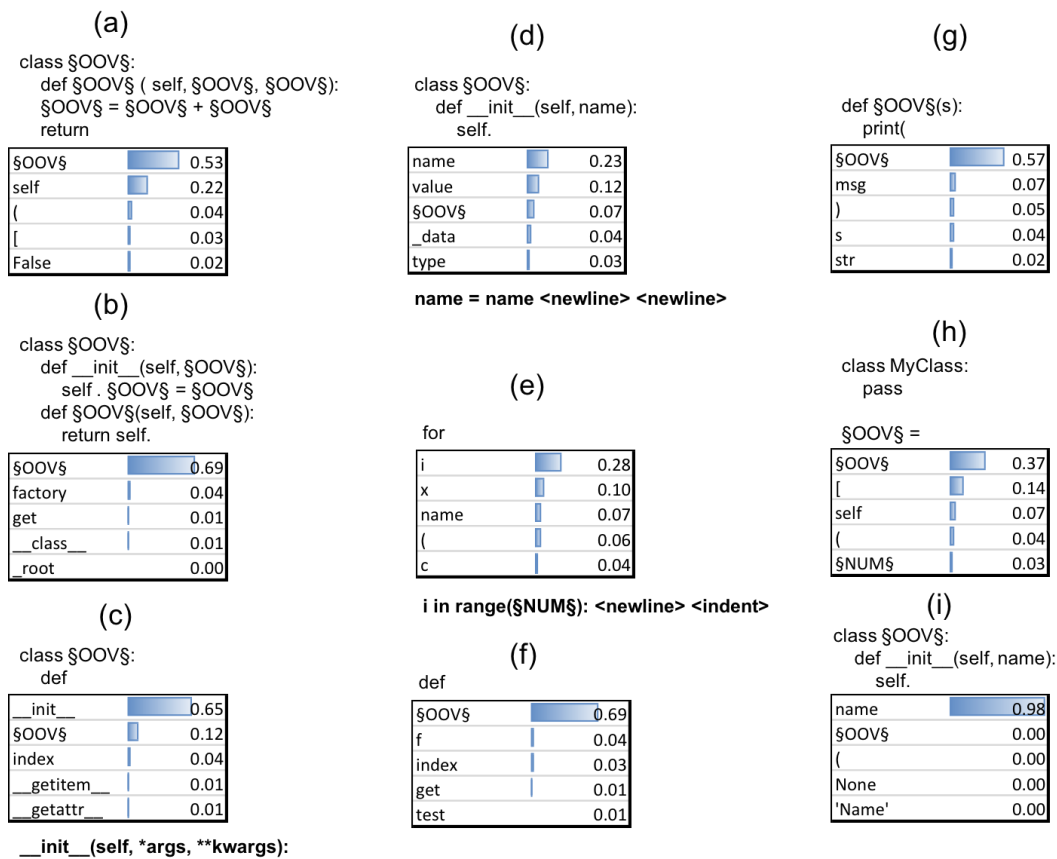 (a)
class §OOV§:
def §OOV§ ( self, §OOV§, §OOV§):
§OOV§ = §OOV§ + §OOV§
return
§OOV§ 0.53
self 0.22
( 0.04
[ 0.03
False 0.02
(b)
class §OOV§:
def __init__(self, §OOV§):
self . §OOV§ = §OOV§
def §OOV§(self, §OOV§):
return self.
§OOV§ 0.69
factory 0.04
get 0.01
__class__ 0.01
_root 0.00
(c)
class §OOV§:
def
__init__ 0.65
§OOV§ 0.12
index 0.04
__getitem__ 0.01
__getattr__ 0.01
__init__(self, *args, **kwargs):
(d)
class §OOV§:
def __init__(self, name):
self.
name 0.23
value 0.12
§OOV§ 0.07
_data 0.04
type 0.03
name = name <newline> <newline>
(e)
for
i 0.28
x 0.10
name 0.07
( 0.06
c 0.04
i in range(§NUM§): <newline> <indent>
(f)
def
§OOV§ 0.69
f 0.04
index 0.03
get 0.01
test 0.01
(g)
def §OOV§(s):
print(
§OOV§ 0.57
msg 0.07
) 0.05
s 0.04
str 0.02
(h)
class MyClass:
pass
§OOV§ =
§OOV§ 0.37
[ 0.14
self 0.07
( 0.04
§NUM§ 0.03
(i)
class §OOV§:
def __init__(self, name):
self.
name 0.98
§OOV§ 0.00
( 0.00
None 0.00
'Name' 0.00